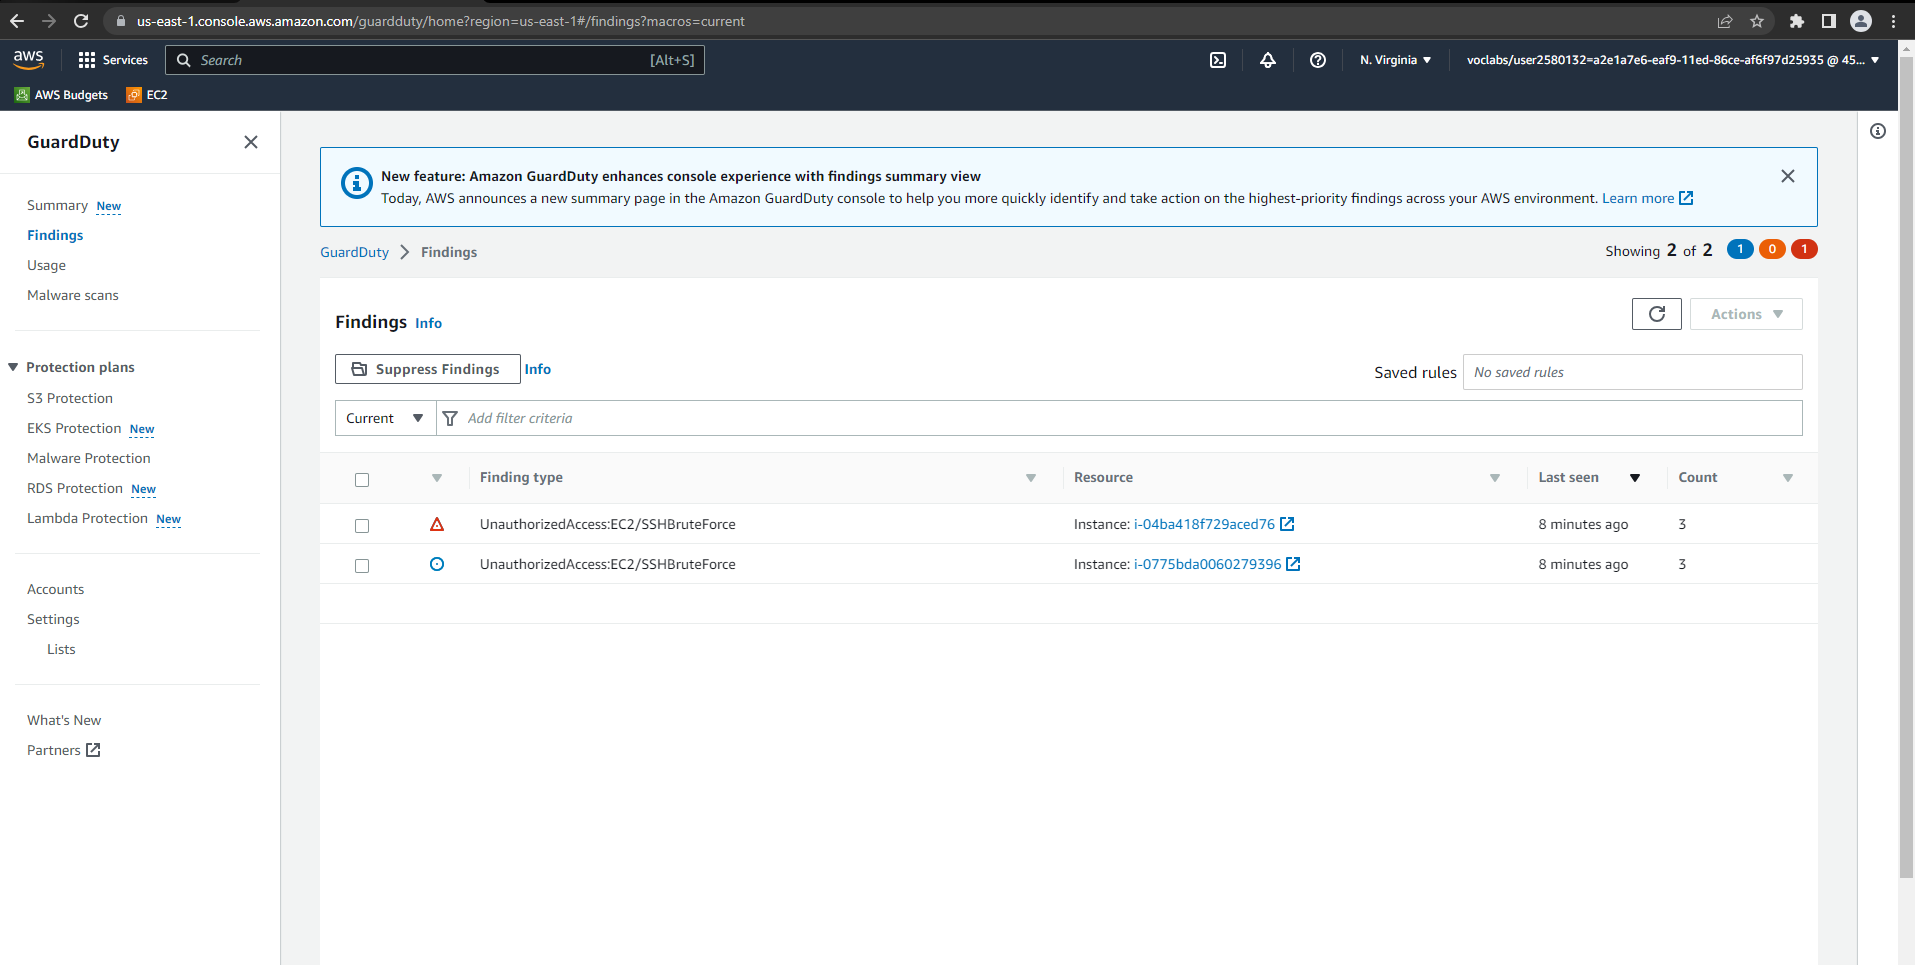 us-east-1.console.aws.amazon.com/guardduty/home?region=us-east-1#/findings?macros=current
aws Services Search [Alt+S] N. Virginia voclabs/user2580132=a2e1a7e6-eaf9-11ed-86ce-af6f97d25935 @ 45...
AWS Budgets EC2
GuardDuty
Summary New
Findings
Usage
Malware scans
Protection plans
S3 Protection
EKS Protection New
Malware Protection
RDS Protection New
Lambda Protection New
Accounts
Settings
Lists
What's New
Partners
New feature: Amazon GuardDuty enhances console experience with findings summary view
Today, AWS announces a new summary page in the Amazon GuardDuty console to help you more quickly identify and take action on the highest-priority findings across your AWS environment. Learn more
GuardDuty Findings Showing 2 of 2 1 0 1
Findings Info Actions
Suppress Findings Info Saved rules No saved rules
Current Add filter criteria
Finding type Resource Last seen Count
UnauthorizedAccess:EC2/SSHBruteForce Instance: i-04ba418f729aced76 8 minutes ago 3
UnauthorizedAccess:EC2/SSHBruteForce Instance: i-0775bda0060279396 8 minutes ago 3